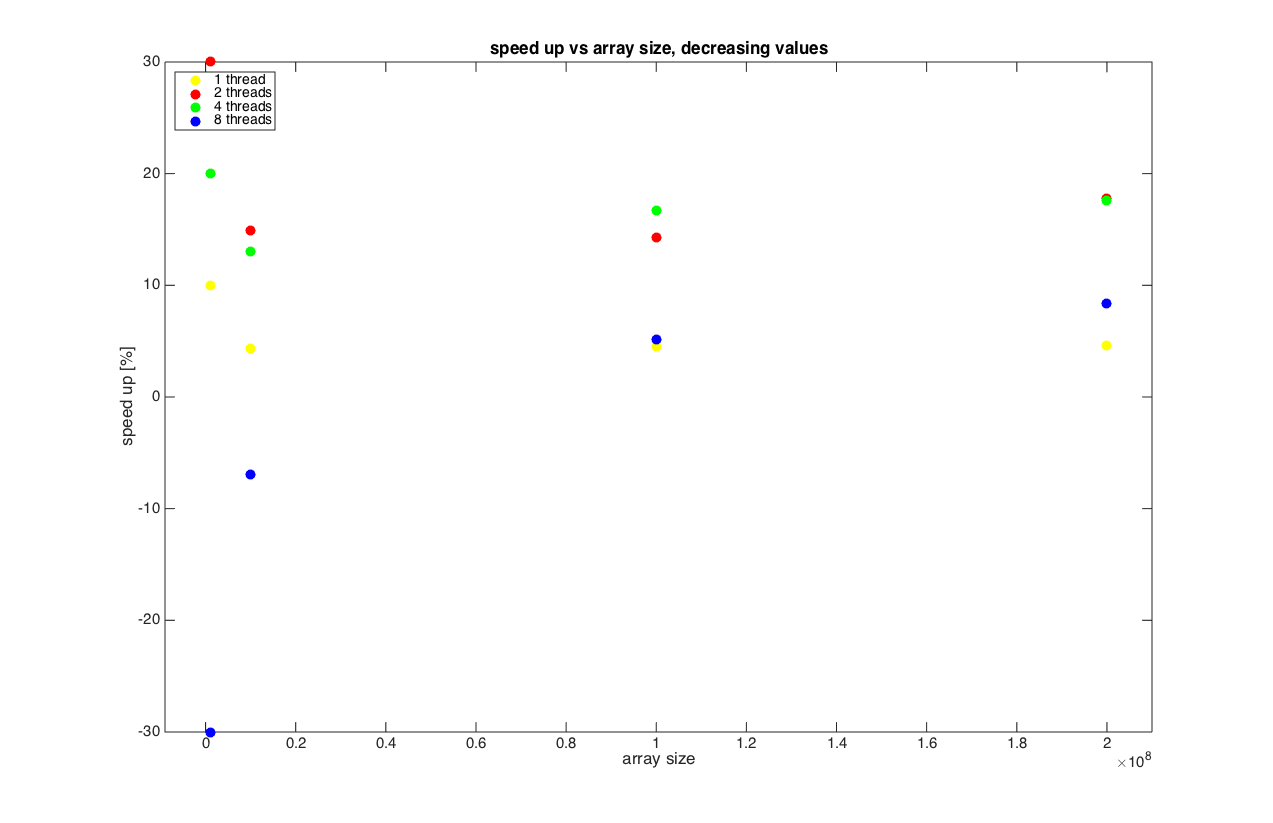 speed up vs array size, decreasing values
1 thread
2 threads
4 threads
8 threads
speed up [%]
30
20
10
0
-10
-20
-30
0 0.2 0.4 0.6 0.8 1 1.2 1.4 1.6 1.8 2
array size
×10⁸